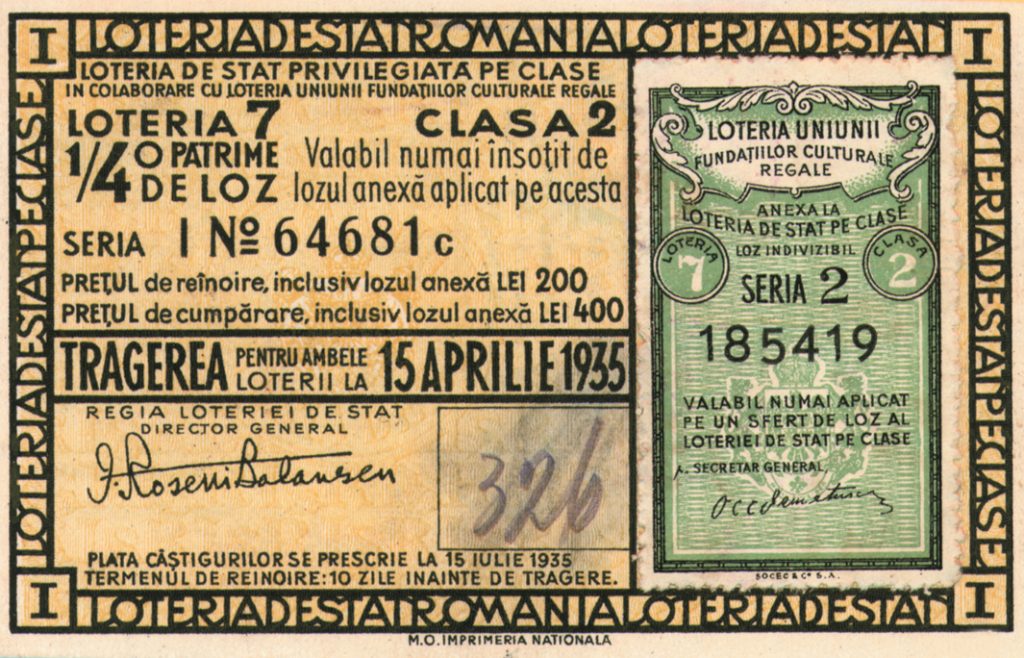 I LOTERIADESTATROMANIALOTERIADESTAT I
LOTERIADESTATPECLASE
LOTERIA DE STAT PRIVILEGIATĂ PE CLASE
IN COLABORARE CU LOTERIA UNIUNII FUNDAȚIILOR CULTURALE REGALE
LOTERIA 7 CLASA 2
1/4 O PATRIME DE LOZ
Valabil numai însoțit de
lozul anexă aplicat pe acesta
SERIA I Nº 64681 c
PREȚUL de reînoire, inclusiv lozul anexă LEI 200
PREȚUL de cumpărare, inclusiv lozul anexă LEI 400
TRAGEREA PENTRU AMBELE LOTERII LA 15 APRILIE 1935
REGIA LOTERIEI DE STAT
DIRECTOR GENERAL
326
PLATA CÂȘTIGURILOR SE PRESCRIE LA 15 IULIE 1935
TERMENUL DE REINOIRE: 10 ZILE INAINTE DE TRAGERE.
LOTERIA UNIUNII
FUNDAȚIILOR CULTURALE
REGALE
ANEXA LA
LOTERIA DE STAT PE CLASE
LOZ INDIVIZIBIL
LOTERIA 7
CLASA 2
SERIA 2
185419
VALABIL NUMAI APLICAT
PE UN SFERT DE LOZ AL
LOTERIEI DE STAT PE CLASE
p. SECRETAR GENERAL,
SOCEC & Cº S.A.
LOTERIADESTATPECLASE
I LOTERIADESTATROMANIALOTERIADESTAT I
M.O. IMPRIMERIA NATIONALA